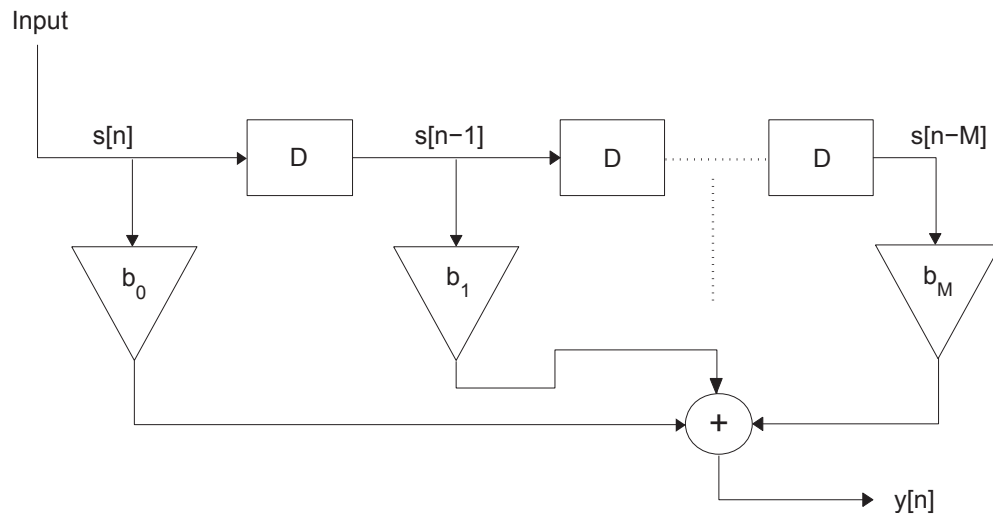 Input
s[n]
D
s[n−1]
D
D
s[n−M]
b0
b1
bM
+
y[n]